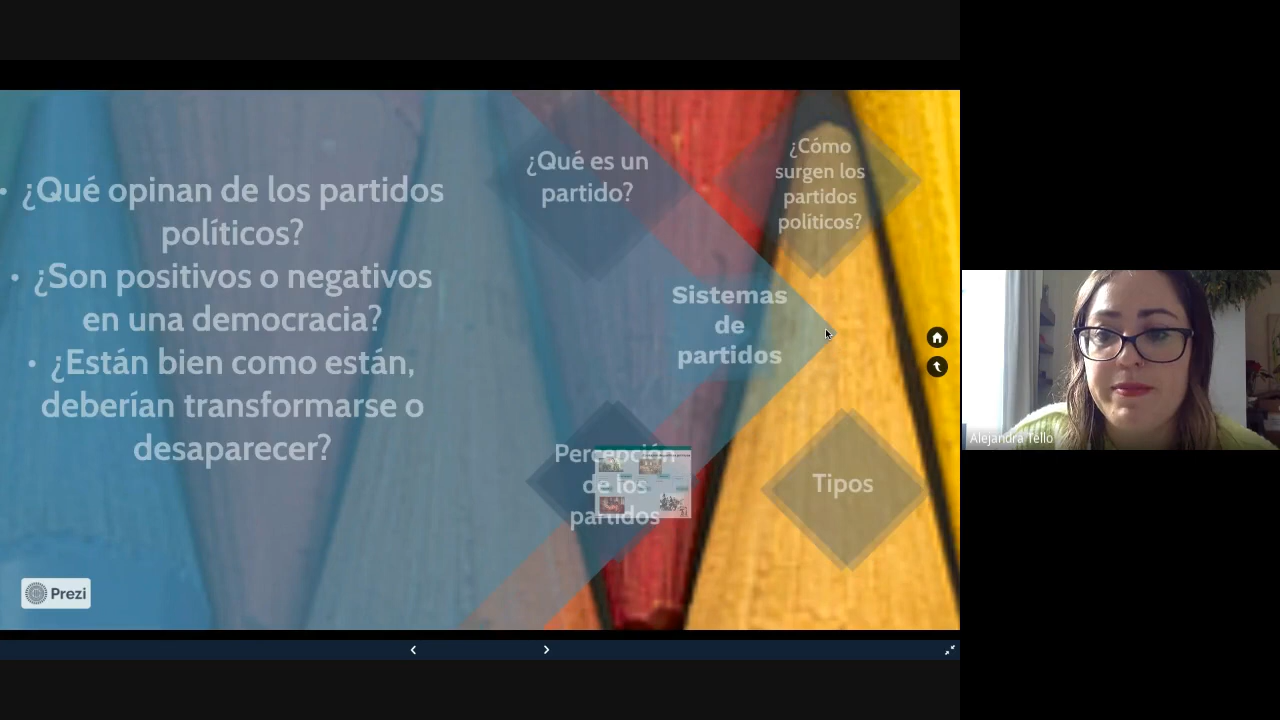 • ¿Qué opinan de los partidos
políticos?
• ¿Son positivos o negativos
en una democracia?
• ¿Están bien como están,
deberían transformarse o
desaparecer?
¿Qué es un
partido?
¿Cómo
surgen los
partidos
políticos?
Sistemas
de
partidos
Percepción
de los
partidos
Tipos
Prezi
Alejandra Tello